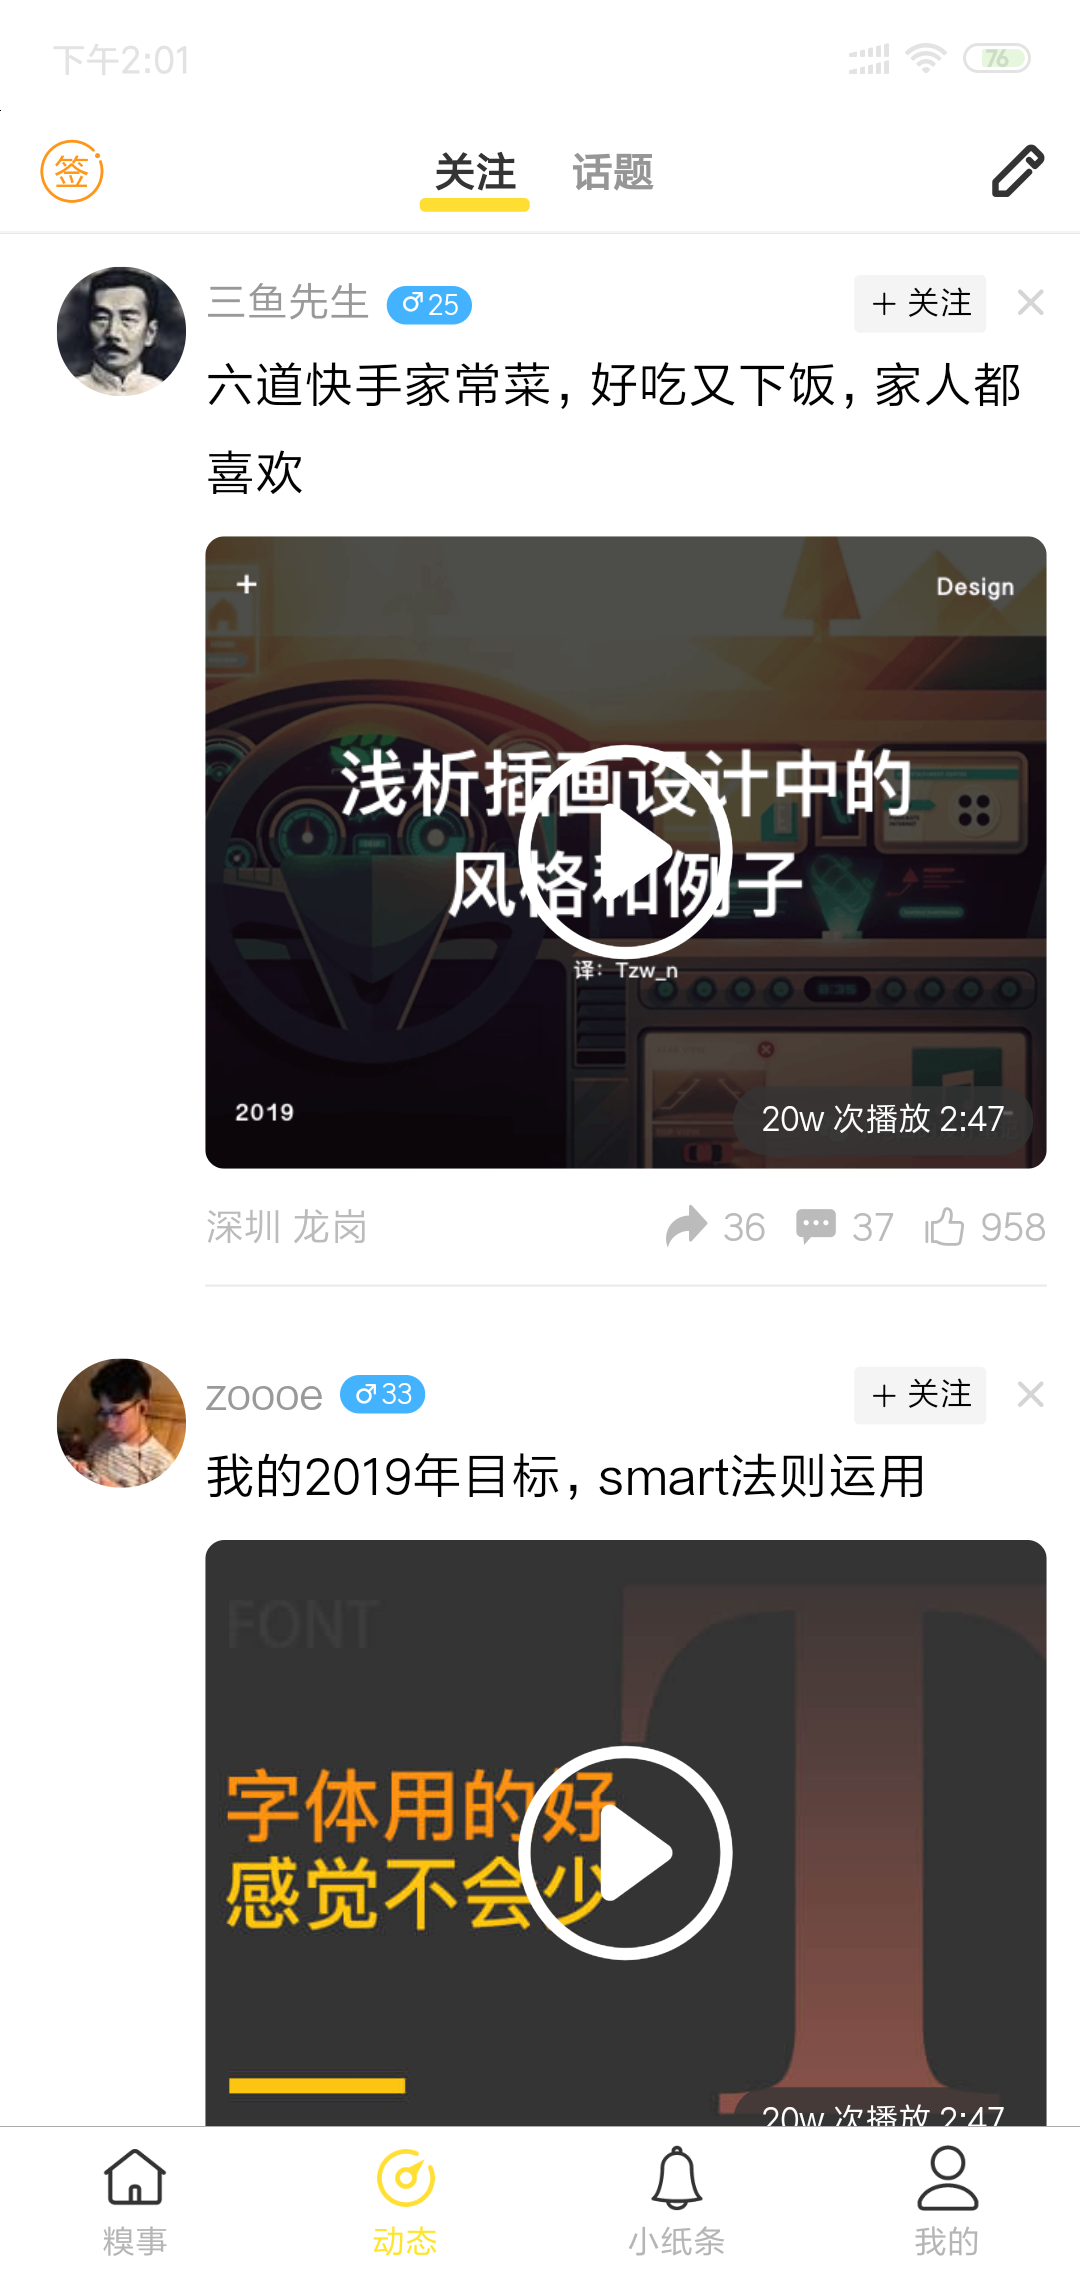 下午2:01
76
签
关注 话题
三鱼先生 25
+ 关注
六道快手家常菜，好吃又下饭，家人都
喜欢
Design
浅析插画设计中的
风格和例子
译：Tzw_n
8:35
2019
20w 次播放 2:47
深圳 龙岗
36 37 958
zoooe 33
+ 关注
我的2019年目标，smart法则运用
FONT
字体用的好
感觉不会少
20w 次播放 2:47
糗事 动态 小纸条 我的